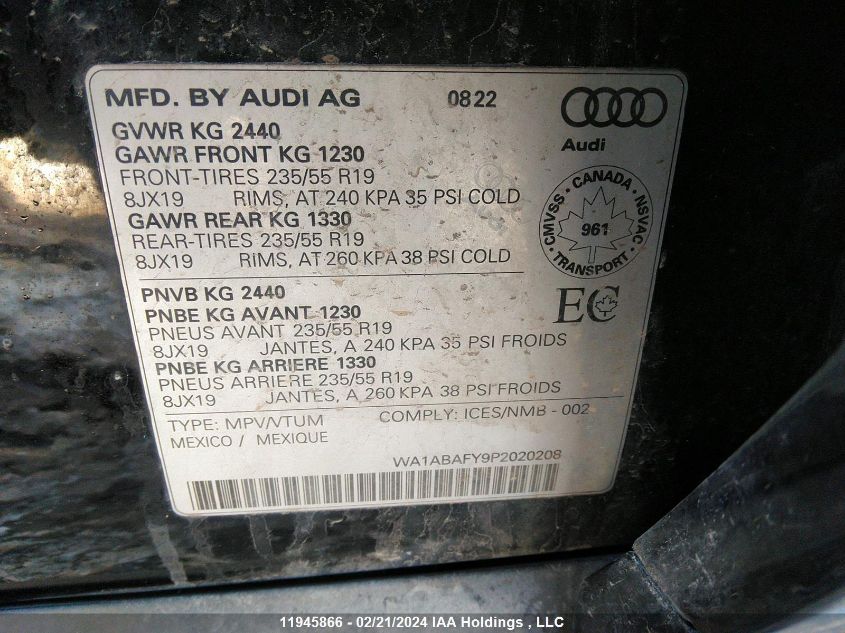 MFD. BY AUDI AG 0822
Audi
GVWR KG 2440
GAWR FRONT KG 1230
FRONT-TIRES 235/55 R19
8JX19 RIMS, AT 240 KPA 35 PSI COLD
GAWR REAR KG 1330
REAR-TIRES 235/55 R19
8JX19 RIMS, AT 260 KPA 38 PSI COLD
CMVSS • CANADA • NSVAC • TRANSPORT •
961
PNVB KG 2440
PNBE KG AVANT 1230
PNEUS AVANT 235/55 R19
8JX19 JANTES, A 240 KPA 35 PSI FROIDS
PNBE KG ARRIERE 1330
PNEUS ARRIERE 235/55 R19
8JX19 JANTES, A 260 KPA 38 PSI FROIDS
EC
TYPE: MPV/VTUM COMPLY: ICES/NMB - 002
MEXICO / MEXIQUE
WA1ABAFY9P2020208
11945866 - 02/21/2024 IAA Holdings , LLC